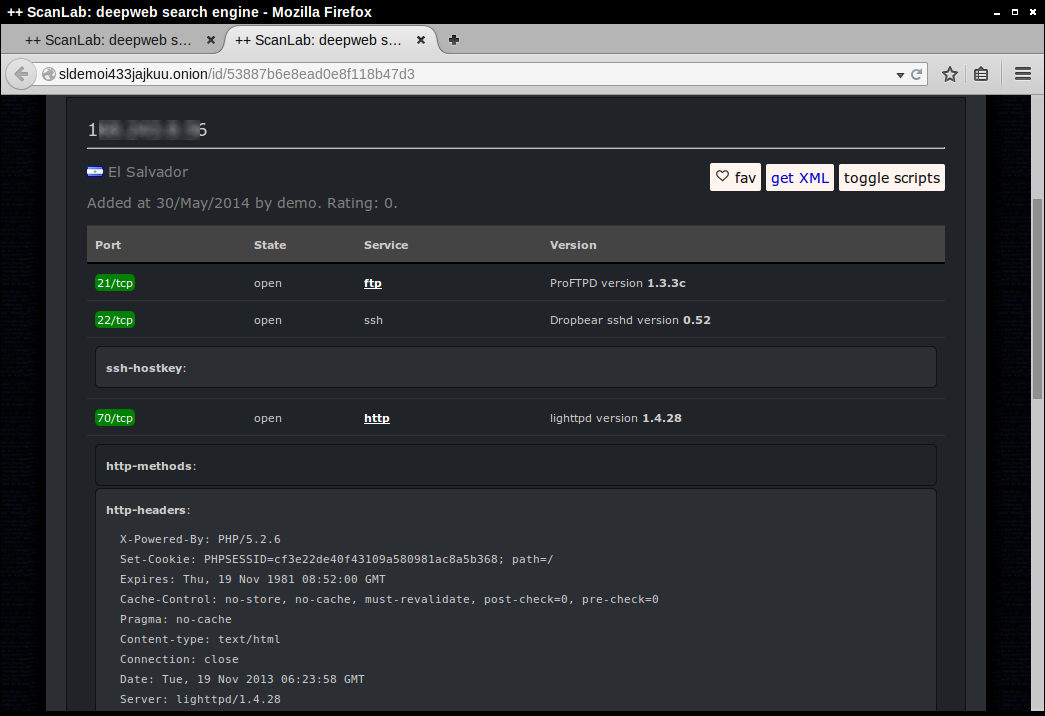 ++ ScanLab: deepweb search engine - Mozilla Firefox
++ ScanLab: deepweb s... ++ ScanLab: deepweb s...
sldemoi433jajkuu.onion/id/53887b6e8ead0e8f118b47d3
El Salvador
fav get XML toggle scripts
Added at 30/May/2014 by demo. Rating: 0.
Port State Service Version
21/tcp open ftp ProFTPD version 1.3.3c
22/tcp open ssh Dropbear sshd version 0.52
ssh-hostkey:
70/tcp open http lighttpd version 1.4.28
http-methods:
http-headers:
X-Powered-By: PHP/5.2.6
Set-Cookie: PHPSESSID=cf3e22de40f43109a580981ac8a5b368; path=/
Expires: Thu, 19 Nov 1981 08:52:00 GMT
Cache-Control: no-store, no-cache, must-revalidate, post-check=0, pre-check=0
Pragma: no-cache
Content-type: text/html
Connection: close
Date: Tue, 19 Nov 2013 06:23:58 GMT
Server: lighttpd/1.4.28